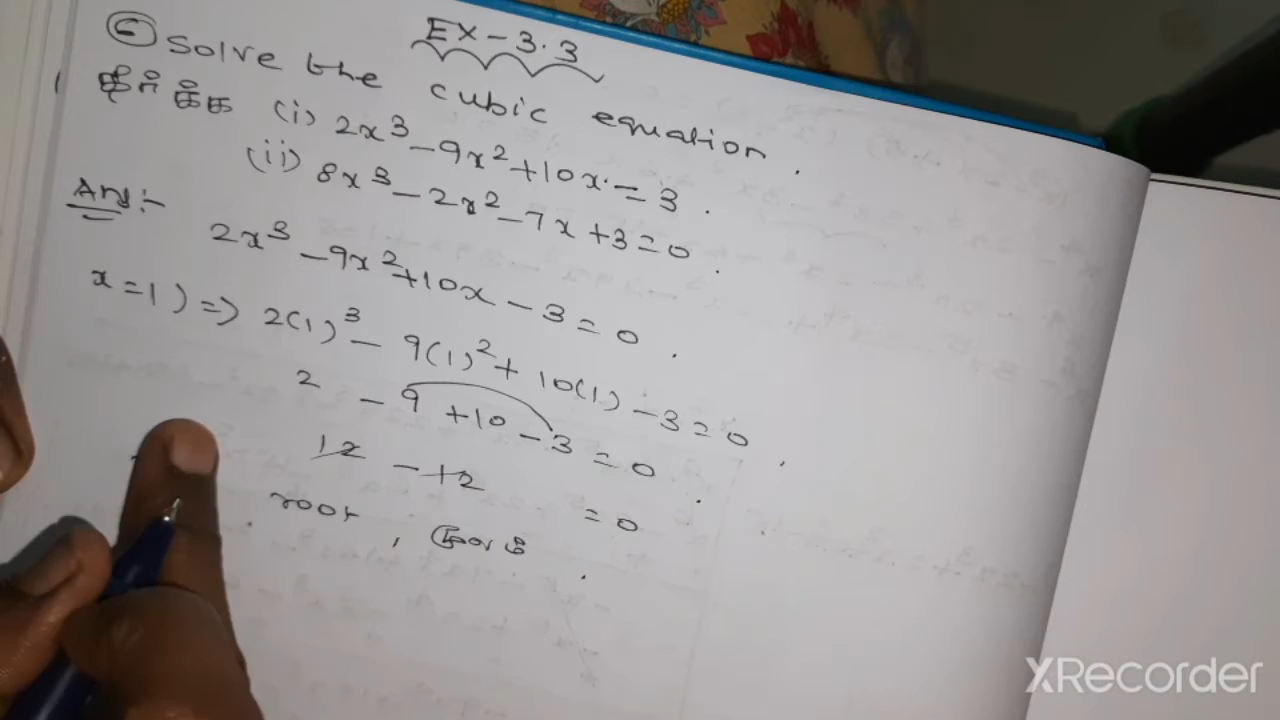 EX-3.3
⑥ Solve the cubic equation.
தீர்க்க (i) 2x³ - 9x² + 10x = 3.
(ii) 8x³ - 2x² - 7x + 3 = 0.
Ans:-
2x³ - 9x² + 10x - 3 = 0.
x = 1) => 2(1)³ - 9(1)² + 10(1) - 3 = 0.
2 - 9 + 10 - 3 = 0.
12 - 12 = 0
root, மூலம்.
XRecorder